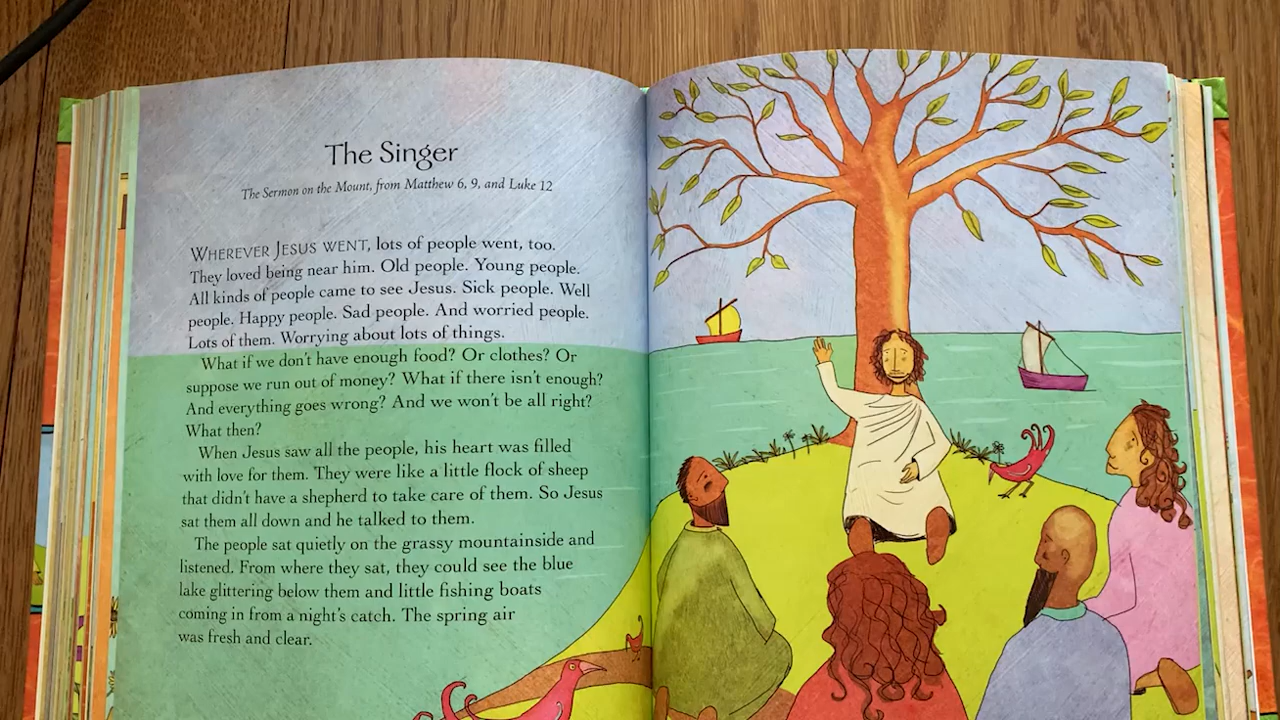 The Singer
The Sermon on the Mount, from Matthew 6, 9, and Luke 12
WHEREVER JESUS WENT, lots of people went, too.
They loved being near him. Old people. Young people.
All kinds of people came to see Jesus. Sick people. Well
people. Happy people. Sad people. And worried people.
Lots of them. Worrying about lots of things.
What if we don't have enough food? Or clothes? Or
suppose we run out of money? What if there isn't enough?
And everything goes wrong? And we won't be all right?
What then?
When Jesus saw all the people, his heart was filled
with love for them. They were like a little flock of sheep
that didn't have a shepherd to take care of them. So Jesus
sat them all down and he talked to them.
The people sat quietly on the grassy mountainside and
listened. From where they sat, they could see the blue
lake glittering below them and little fishing boats
coming in from a night's catch. The spring air
was fresh and clear.